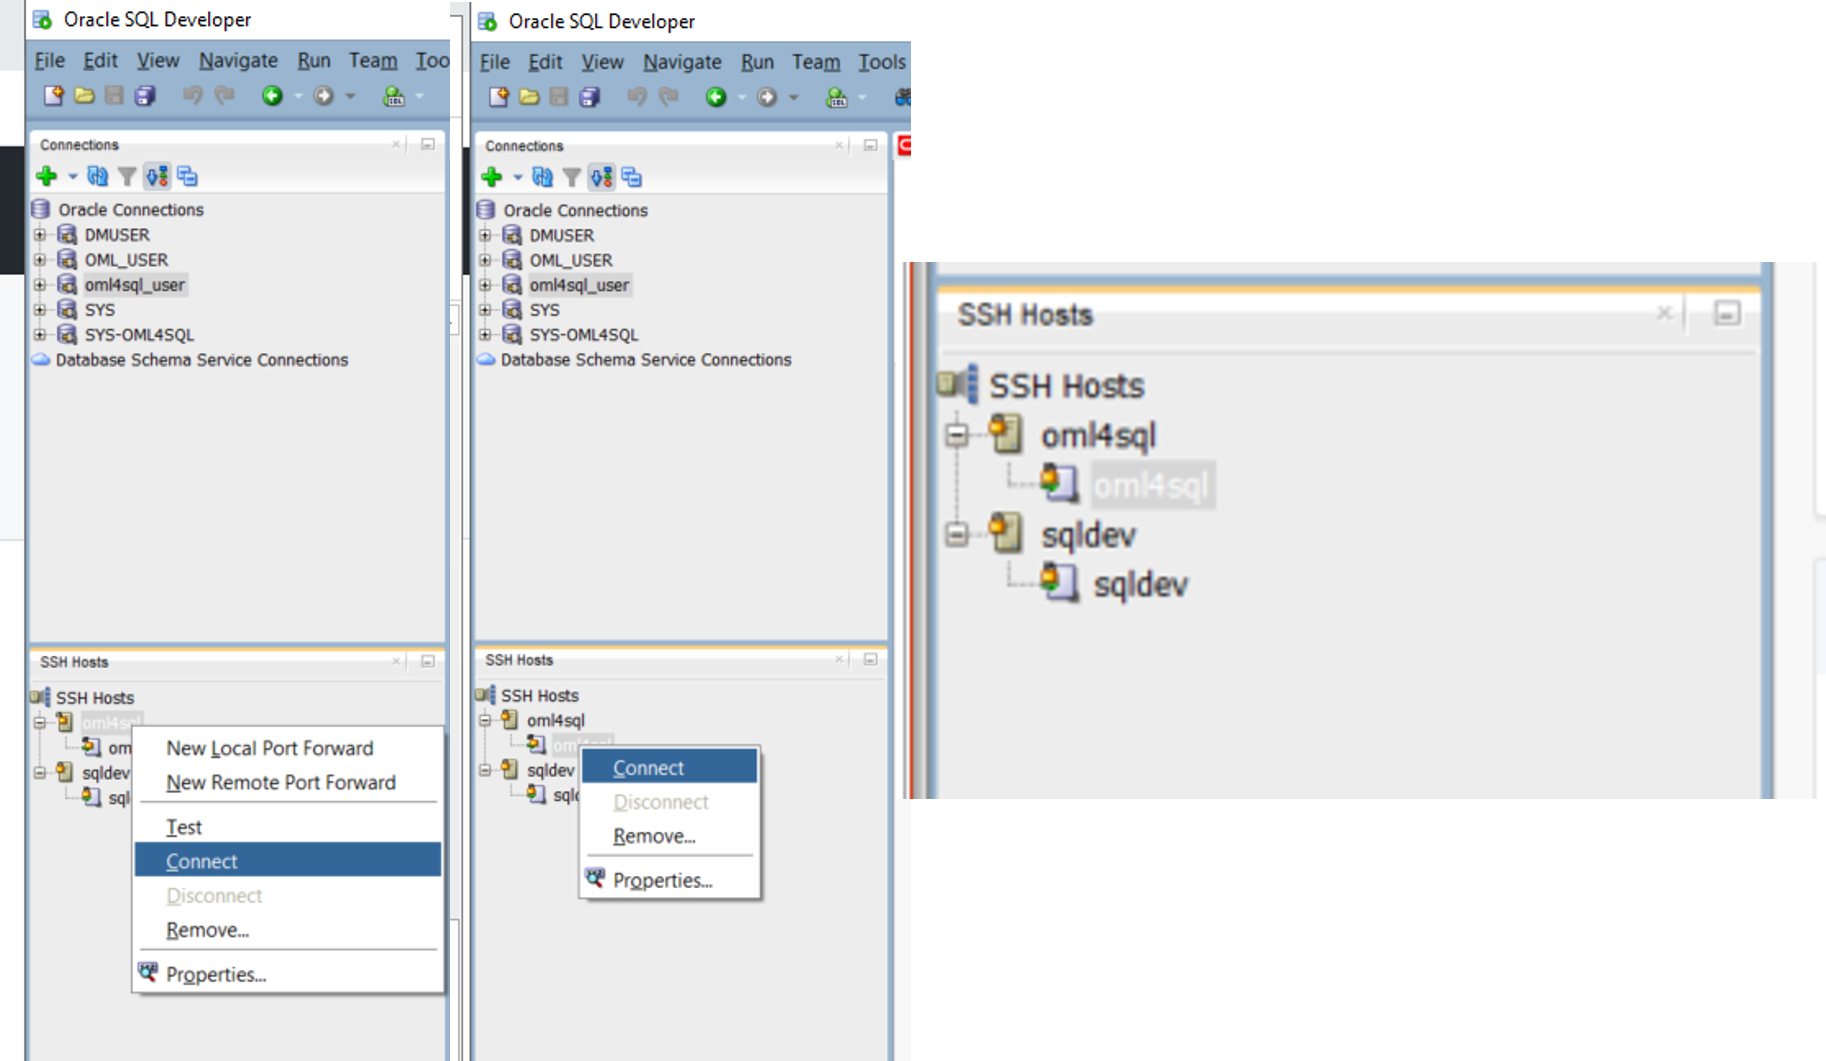 Oracle SQL Developer
File Edit View Navigate Run Team Too
Connections
Oracle Connections
DMUSER
OML_USER
oml4sql_user
SYS
SYS-OML4SQL
Database Schema Service Connections
SSH Hosts
SSH Hosts
oml4sql
om
sqldev
sql
New Local Port Forward
New Remote Port Forward
Test
Connect
Disconnect
Remove...
Properties...
Oracle SQL Developer
File Edit View Navigate Run Team Tools
Connections
Oracle Connections
DMUSER
OML_USER
oml4sql_user
SYS
SYS-OML4SQL
Database Schema Service Connections
SSH Hosts
SSH Hosts
oml4sql
oml4sql
sqldev
sqld
Connect
Disconnect
Remove...
Properties...
SSH Hosts
SSH Hosts
oml4sql
oml4sql
sqldev
sqldev